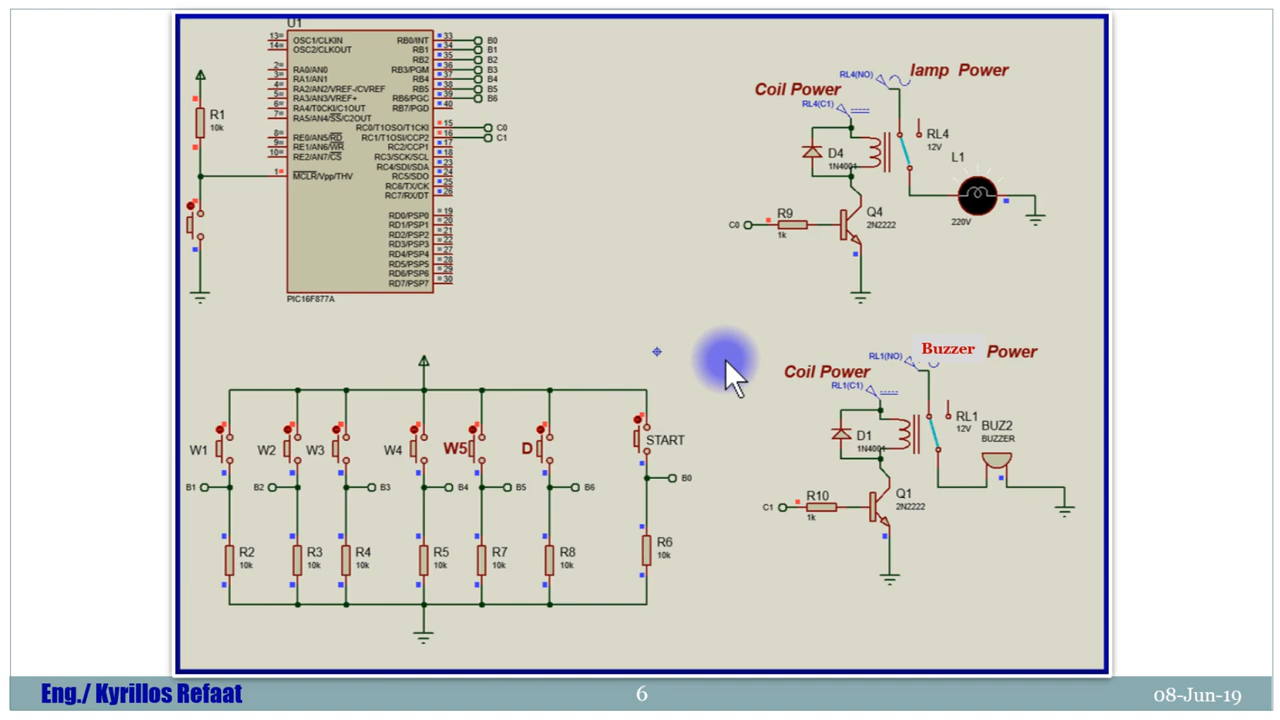 U1
13 OSC1/CLKIN RB0/INT 33 B0
14 OSC2/CLKOUT RB1 34 B1
RB2 35 B2
2 RA0/AN0 RB3/PGM 36 B3
3 RA1/AN1 RB4 37 B4
4 RA2/AN2/VREF-/CVREF RB5 38 B5
5 RA3/AN3/VREF+ RB6/PGC 39 B6
6 RA4/T0CKI/C1OUT RB7/PGD 40
7 RA5/AN4/SS/C2OUT
RC0/T1OSO/T1CKI 15 C0
8 RE0/AN5/RD RC1/T1OSI/CCP2 16 C1
9 RE1/AN6/WR RC2/CCP1 17
10 RE2/AN7/CS RC3/SCK/SCL 18
RC4/SDI/SDA 23
1 MCLR/Vpp/THV RC5/SDO 24
RC6/TX/CK 25
RC7/RX/DT 26
RD0/PSP0 19
RD1/PSP1 20
RD2/PSP2 21
RD3/PSP3 22
RD4/PSP4 27
RD5/PSP5 28
RD6/PSP6 29
RD7/PSP7 30
PIC16F877A
R1
10k
lamp Power
RL4(NO)
Coil Power
RL4(C1)
RL4
12V
D4
1N4001
L1
220V
R9
1k
C0
Q4
2N2222
Buzzer Power
RL1(NO)
Coil Power
RL1(C1)
RL1
12V
D1
1N4001
BUZ2
BUZZER
R10
1k
C1
Q1
2N2222
W1 W2 W3 W4 W5 D START
B1 B2 B3 B4 B5 B6 B0
R2 R3 R4 R5 R7 R8 R6
10k 10k 10k 10k 10k 10k 10k
Eng./ Kyrillos Refaat 6 08-Jun-19